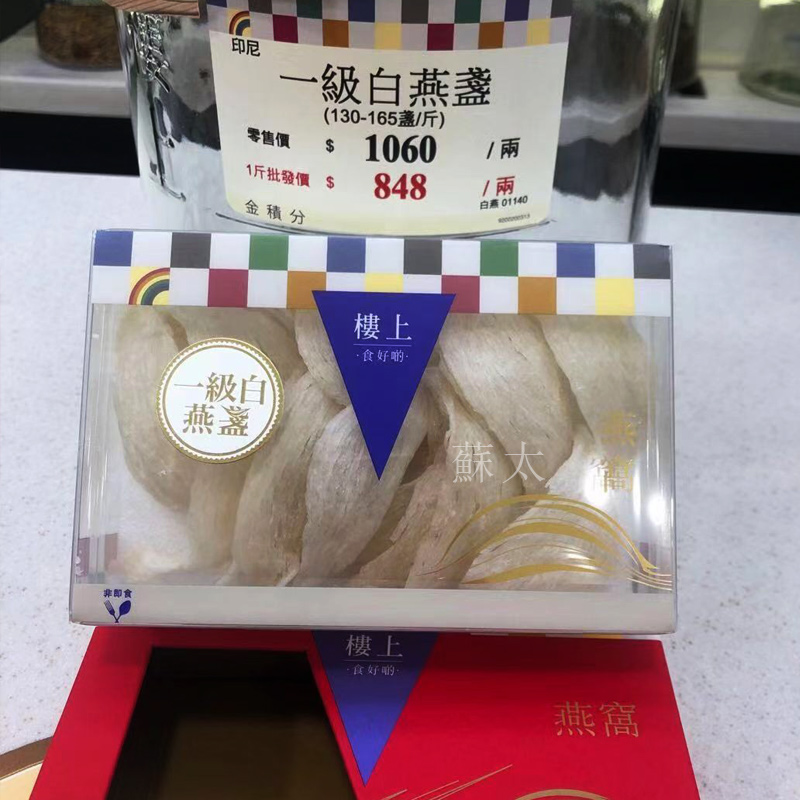 印尼
一級白燕盞
(130-165盞/斤)
零售價 $ 1060 /兩
1斤批發價 $ 848 /兩
金積分
白燕 01140
樓上
·食好啲·
一級白
燕盞
蘇太
燕窩
非即食
樓上
·食好啲·
燕窩